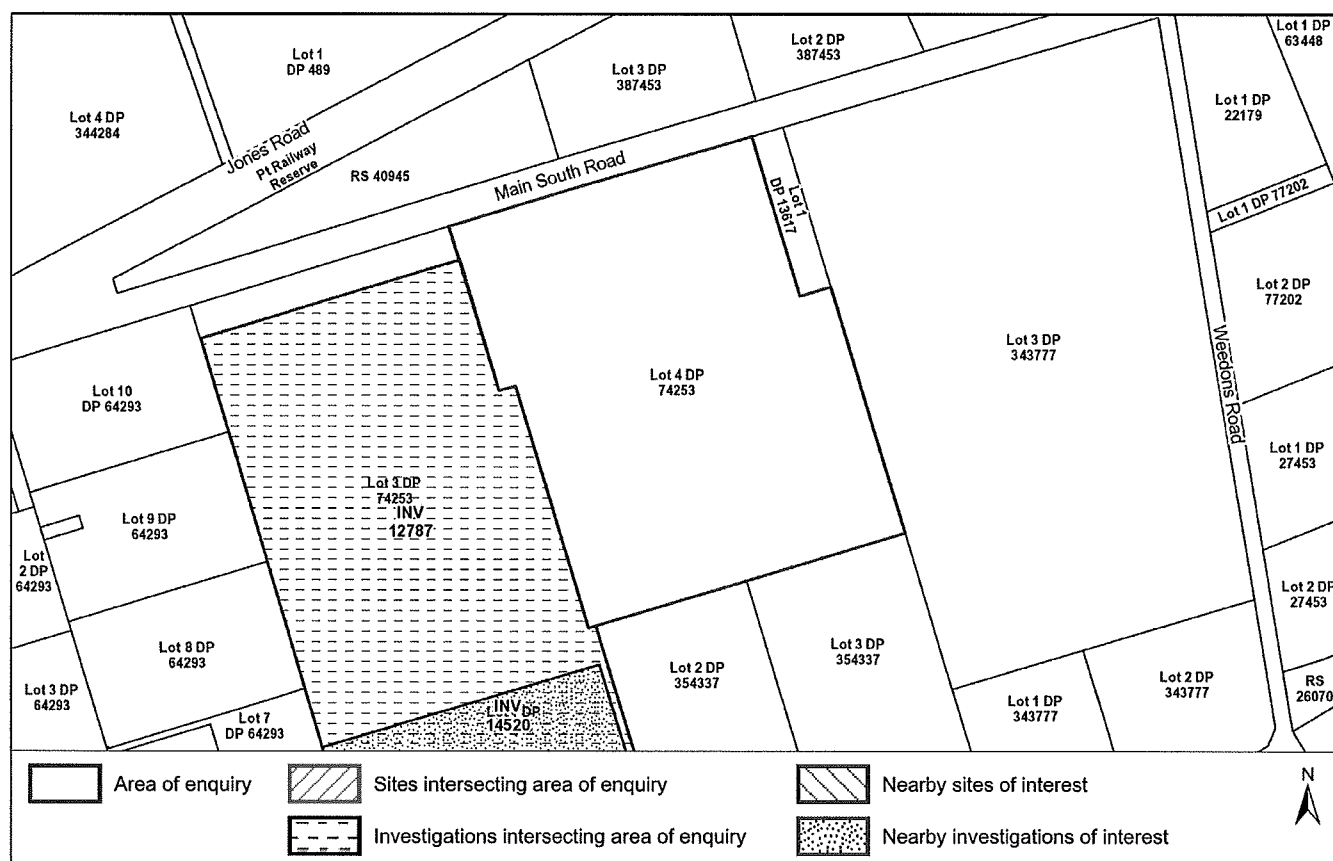 Lot 1
DP 489
Lot 2 DP
387453
Lot 1 DP
63448
Lot 3 DP
387453
Lot 4 DP
344284
Lot 1 DP
22179
Jones Road
Pt Railway
Reserve
RS 40945
Main South Road
Lot 1
DP 13617
Lot 1 DP 77202
Lot 2 DP
77202
Lot 3 DP
343777
Weedons Road
Lot 4 DP
74253
Lot 10
DP 64293
Lot 1 DP
27453
Lot 3 DP
74253
INV
12787
Lot 9 DP
64293
Lot
2 DP
64293
Lot 2 DP
27453
Lot 8 DP
64293
Lot 3 DP
354337
Lot 2 DP
354337
Lot 3 DP
64293
Lot 2 DP
343777
RS
26070
Lot 1 DP
343777
Lot 7
DP 64293
INV DP
14520
Area of enquiry
Sites intersecting area of enquiry
Nearby sites of interest
N
Investigations intersecting area of enquiry
Nearby investigations of interest